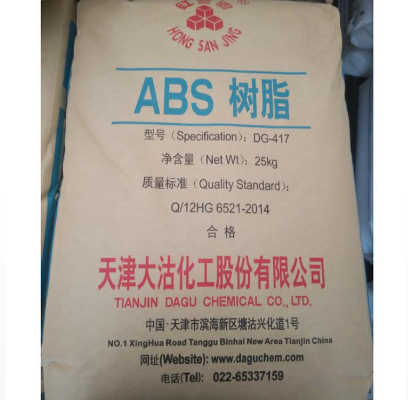 HONG SAN JING
ABS 树脂
型号（Specification）：DG-417
净含量（Net Wt）：25kg
质量标准（Quality Standard）：
Q/12HG 6521-2014
合 格
天津大沽化工股份有限公司
TIANJIN DAGU CHEMICAL CO.,LTD.
中国·天津市滨海新区塘沽兴化道1号
NO.1 XingHua Road Tanggu Binhai New Area Tianjin China
网址(Website): www.daguchem.com
电话(Tel): 022-65337159